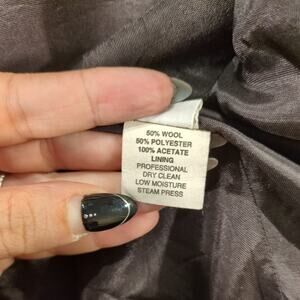 50% WOOL
50% POLYESTER
100% ACETATE
LINING
PROFESSIONAL
DRY CLEAN
LOW MOISTURE
STEAM PRESS